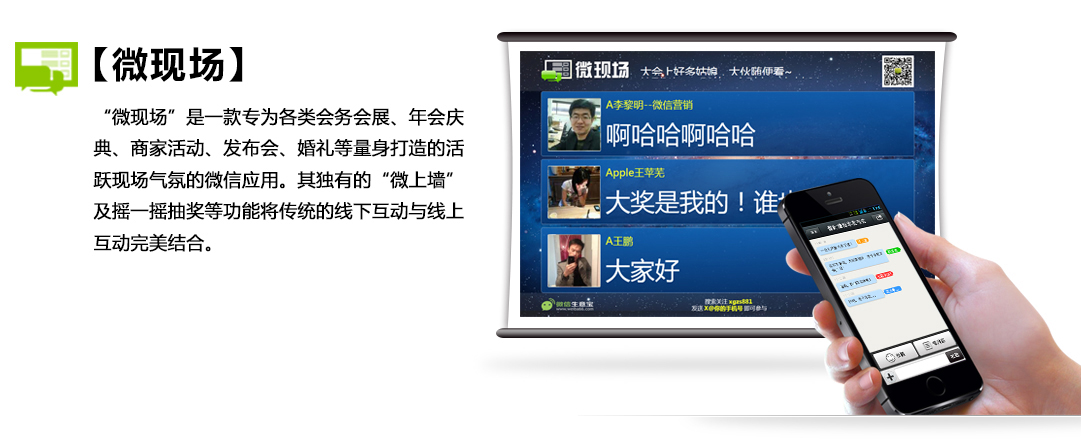 【微现场】
“微现场”是一款专为各类会务会展、年会庆
典、商家活动、发布会、婚礼等量身打造的活
跃现场气氛的微信应用。其独有的“微上墙”
及摇一摇抽奖等功能将传统的线下互动与线上
互动完美结合。
微现场 大会上好多姑娘，大伙随便看~
A李黎明--微信营销
啊哈哈啊哈哈
Apple王苹芜
大奖是我的！谁也
A王鹏
大家好
微信生意宝
搜索关注 xgzs881
发送 X@你的手机号 即可参与